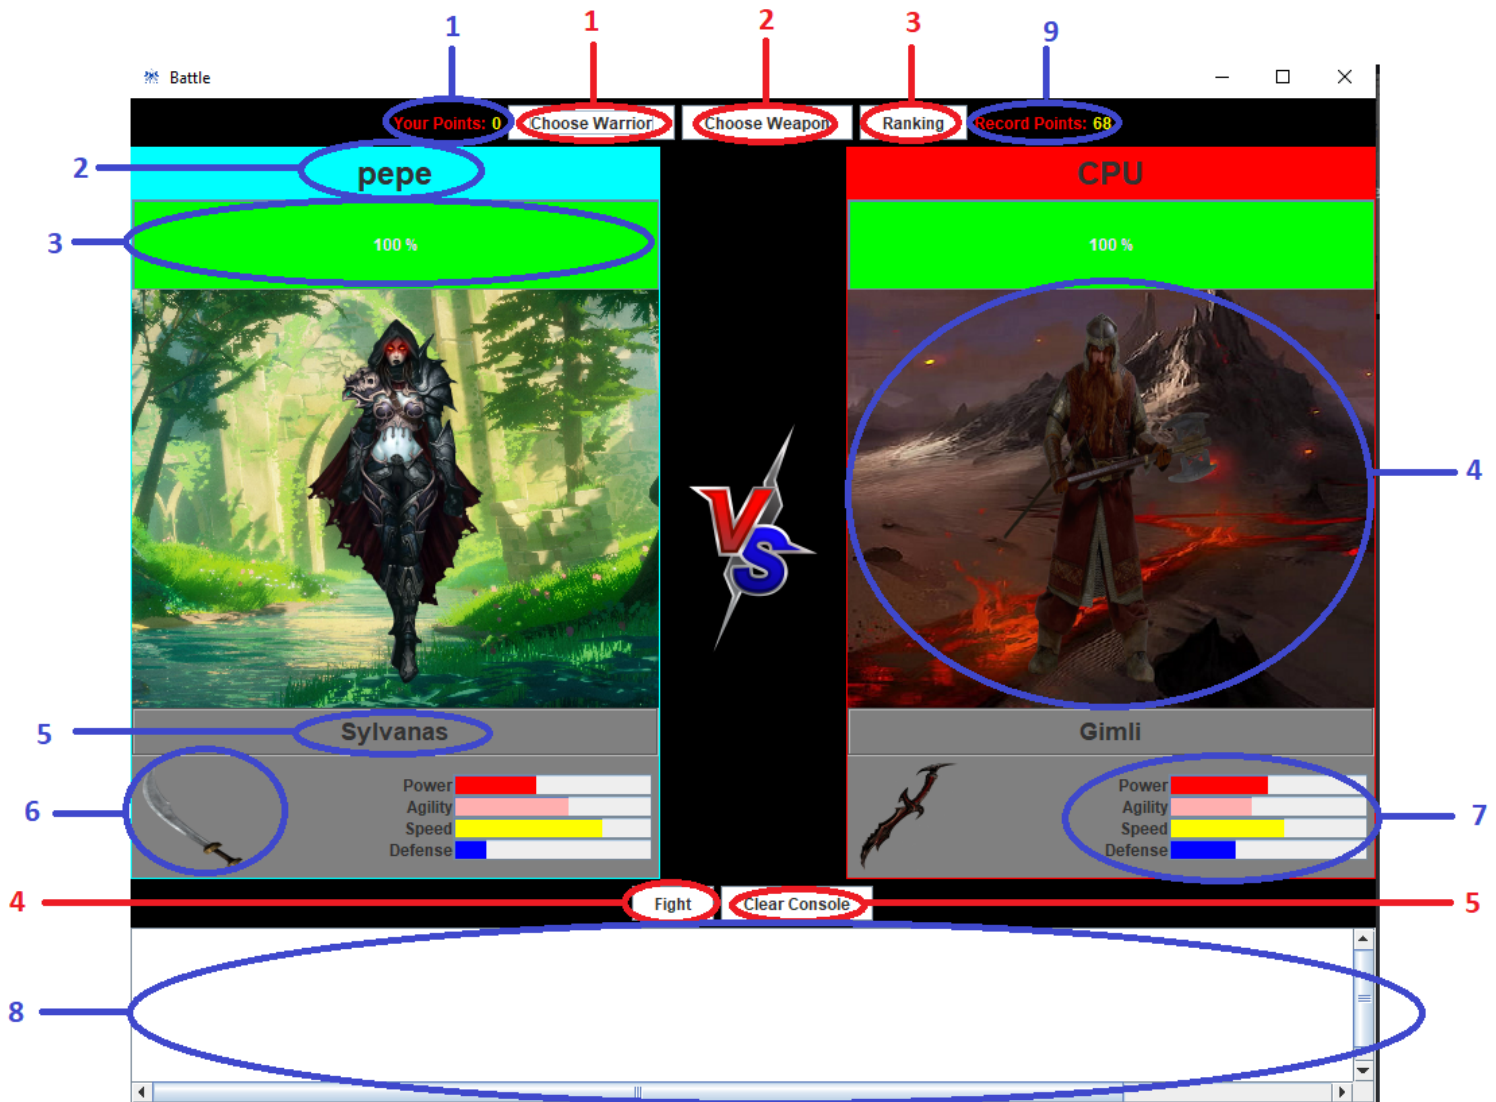 1 1 2 3 9
Battle
Your Points: 0 Choose Warrior Choose Weapon Ranking Record Points: 68
2 pepe CPU
3 100 % 100 %
VS
4
5 Sylvanas Gimli
6 Power Power 7
Agility Agility
Speed Speed
Defense Defense
4 Fight Clear Console 5
8